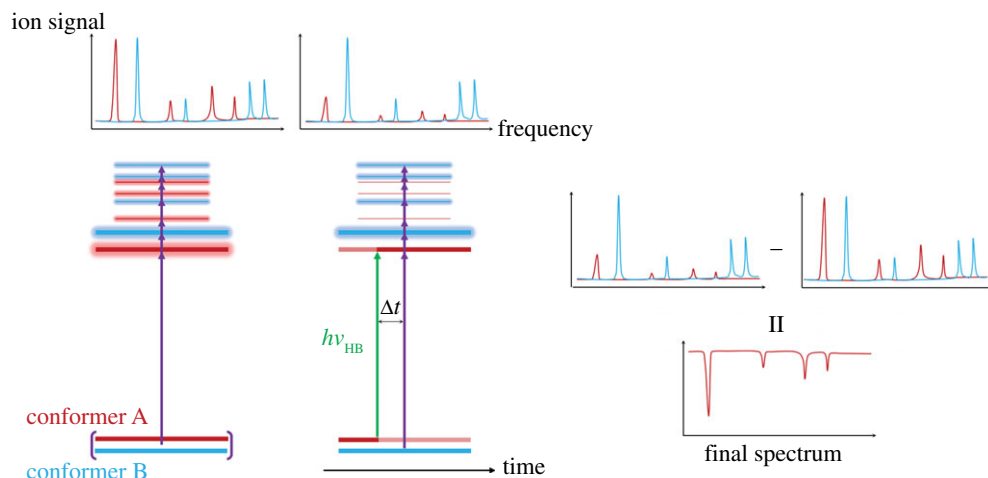 ion signal
frequency
Δt
hνHB
conformer A
conformer B
time
–
II
final spectrum